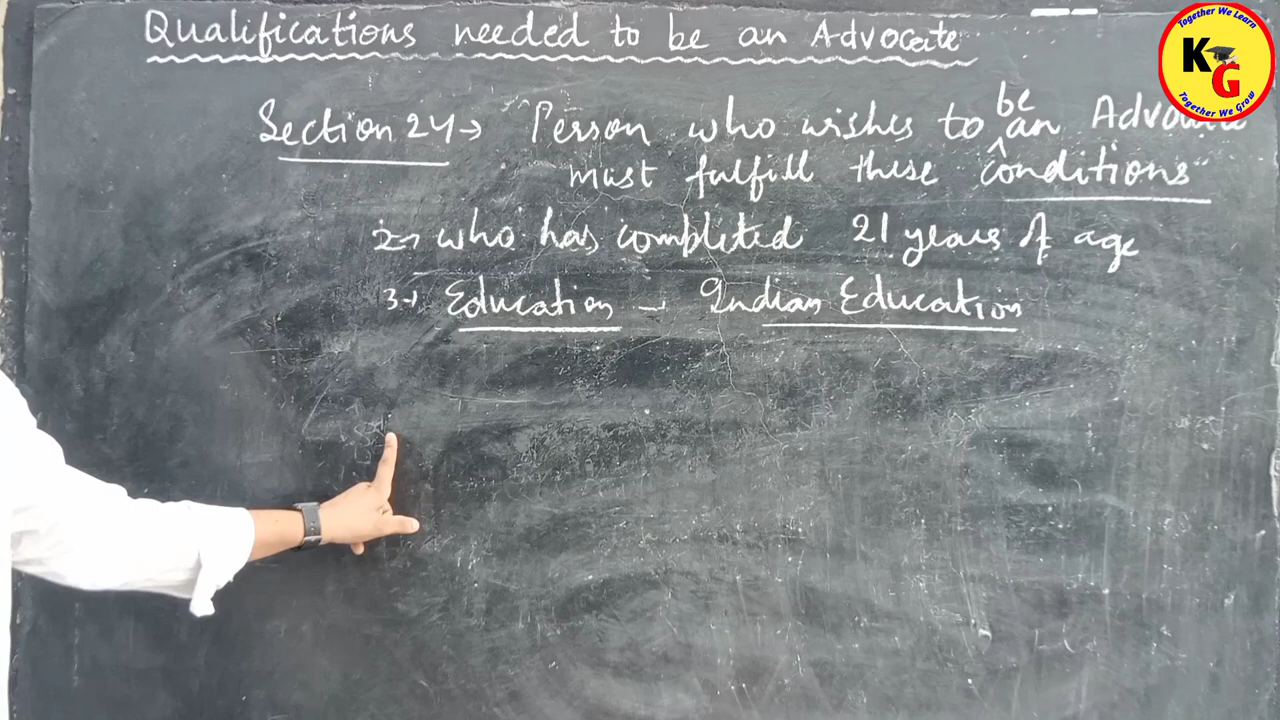 Qualifications needed to be an Advocate
Section 24 → "Person who wishes to be an Advocate
must fulfill these conditions"
2→ who has completed 21 years of age
3→ Education – Indian Education
Together We Learn
KG
Together We Grow